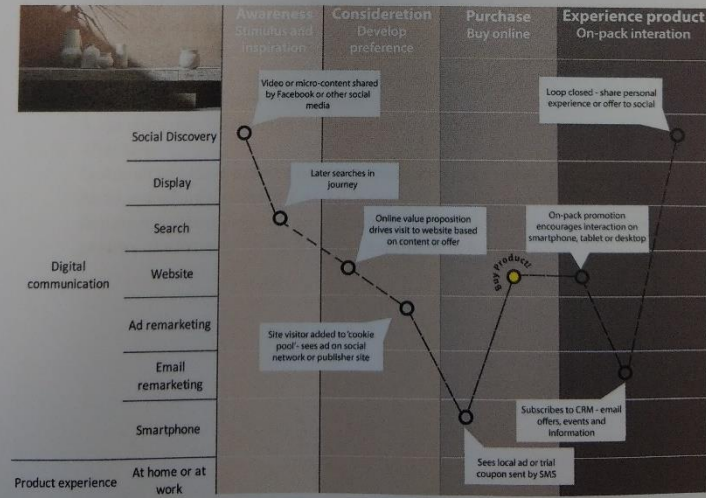 Awareness
Stimulus and
Inspiration
Consideretion
Develop
preference
Purchase
Buy online
Experience product
On-pack interation
Video or micro-content shared
by Facebook or other social
media
Loop closed - share personal
experience or offer to social
Social Discovery
Display
Later searches in
journey
Search
Online value proposition
drives visit to website based
on content or offer
On-pack promotion
encourages interaction on
smartphone, tablet or desktop
Digital
communication
Website
Buy Product!
Ad remarketing
Site visitor added to 'cookie
pool'- sees ad on social
network or publisher site
Email
remarketing
Subscribes to CRM - email
offers, events and
information
Smartphone
Sees local ad or trial
coupon sent by SMS
Product experience
At home or at
work